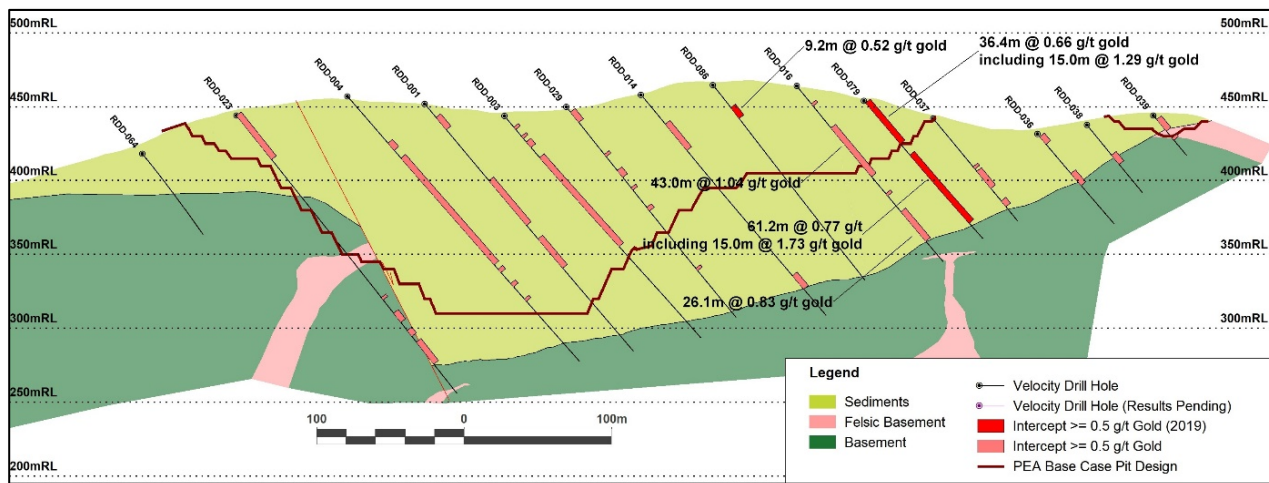 500mRL
500mRL
9.2m @ 0.52 g/t gold
36.4m @ 0.66 g/t gold
including 15.0m @ 1.29 g/t gold
RDD-023
RDD-004
RDD-001
RDD-003
RDD-029
RDD-014
RDD-086
RDD-016
RDD-079
RDD-037
RDD-036
RDD-038
RDD-039
RDD-064
450mRL
450mRL
400mRL
400mRL
43.0m @ 1.04 g/t gold
61.2m @ 0.77 g/t
including 15.0m @ 1.73 g/t gold
350mRL
350mRL
26.1m @ 0.83 g/t gold
300mRL
300mRL
250mRL
200mRL
100
0
100m
Legend
Sediments
Felsic Basement
Basement
Velocity Drill Hole
Velocity Drill Hole (Results Pending)
Intercept >= 0.5 g/t Gold (2019)
Intercept >= 0.5 g/t Gold
PEA Base Case Pit Design